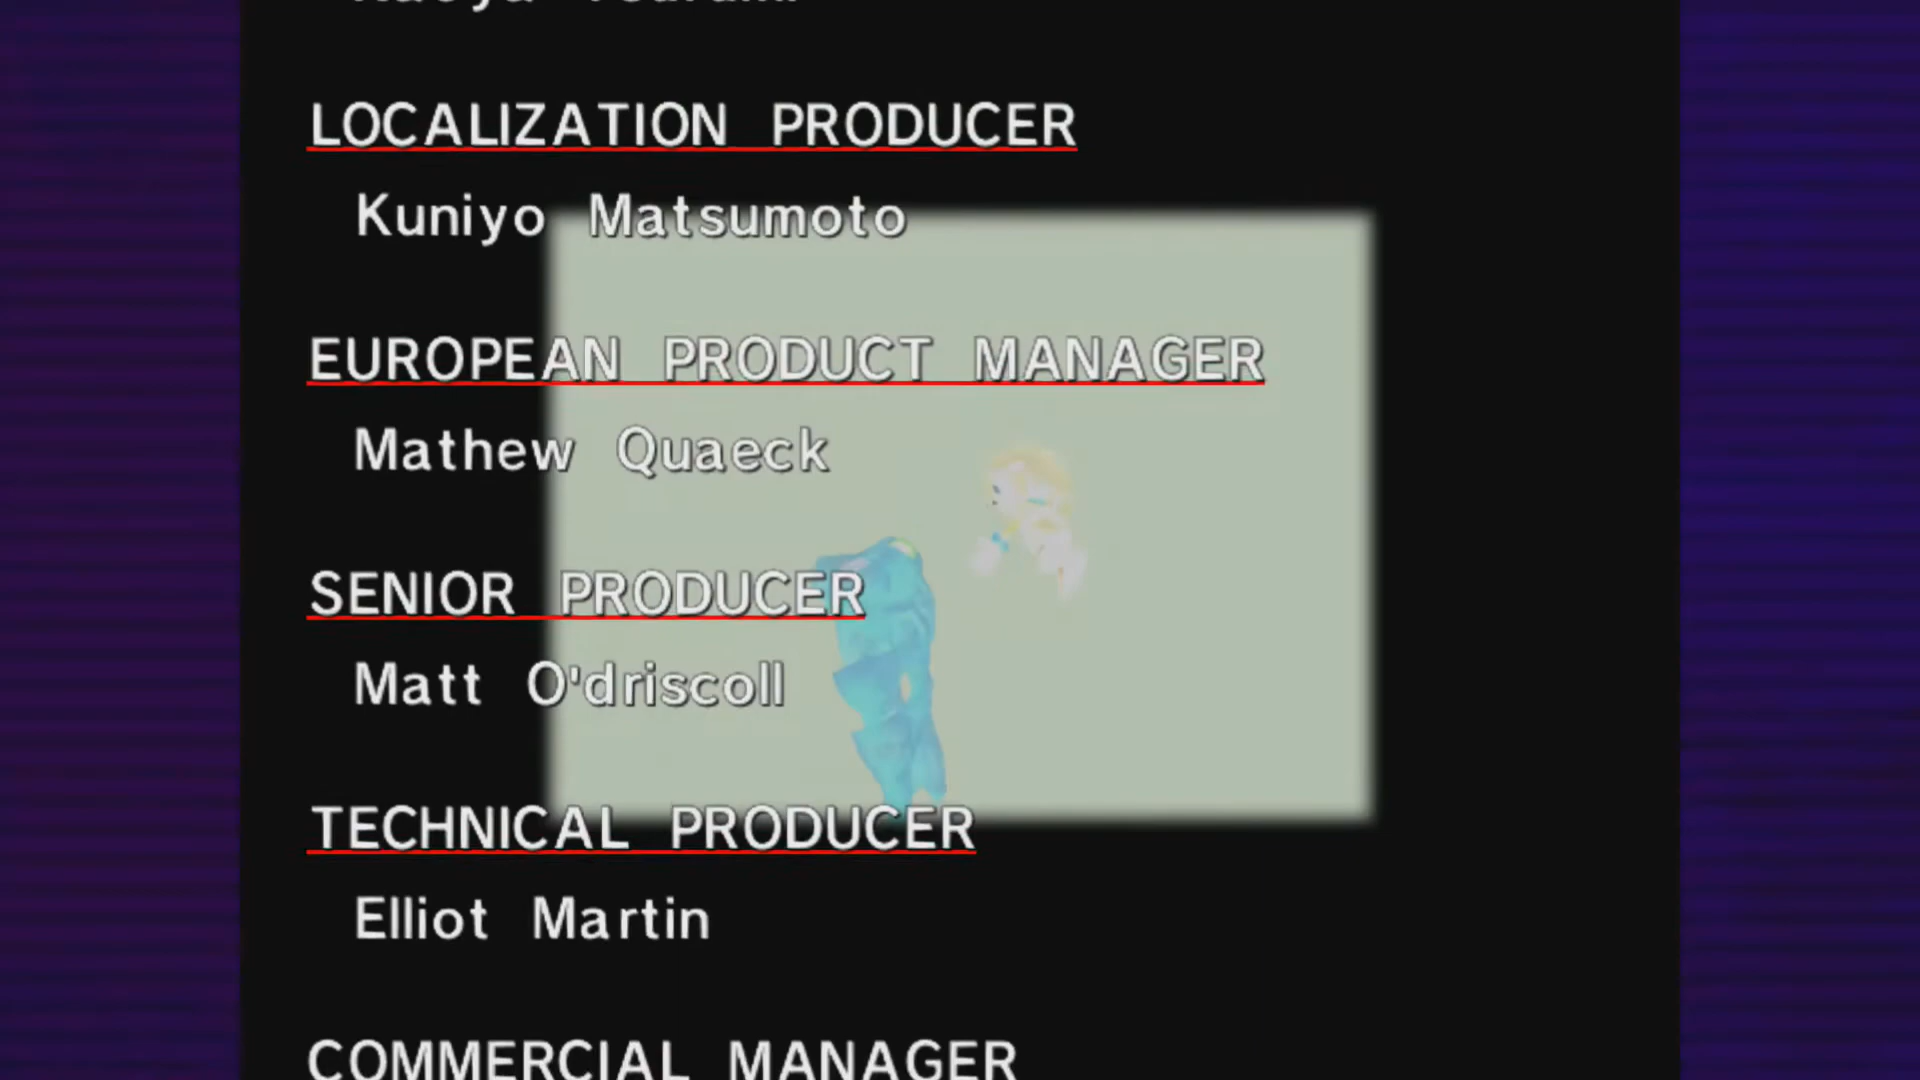 LOCALIZATION PRODUCER
Kuniyo Matsumoto
EUROPEAN PRODUCT MANAGER
Mathew Quaeck
SENIOR PRODUCER
Matt O'driscoll
TECHNICAL PRODUCER
Elliot Martin
COMMERCIAL MANAGER